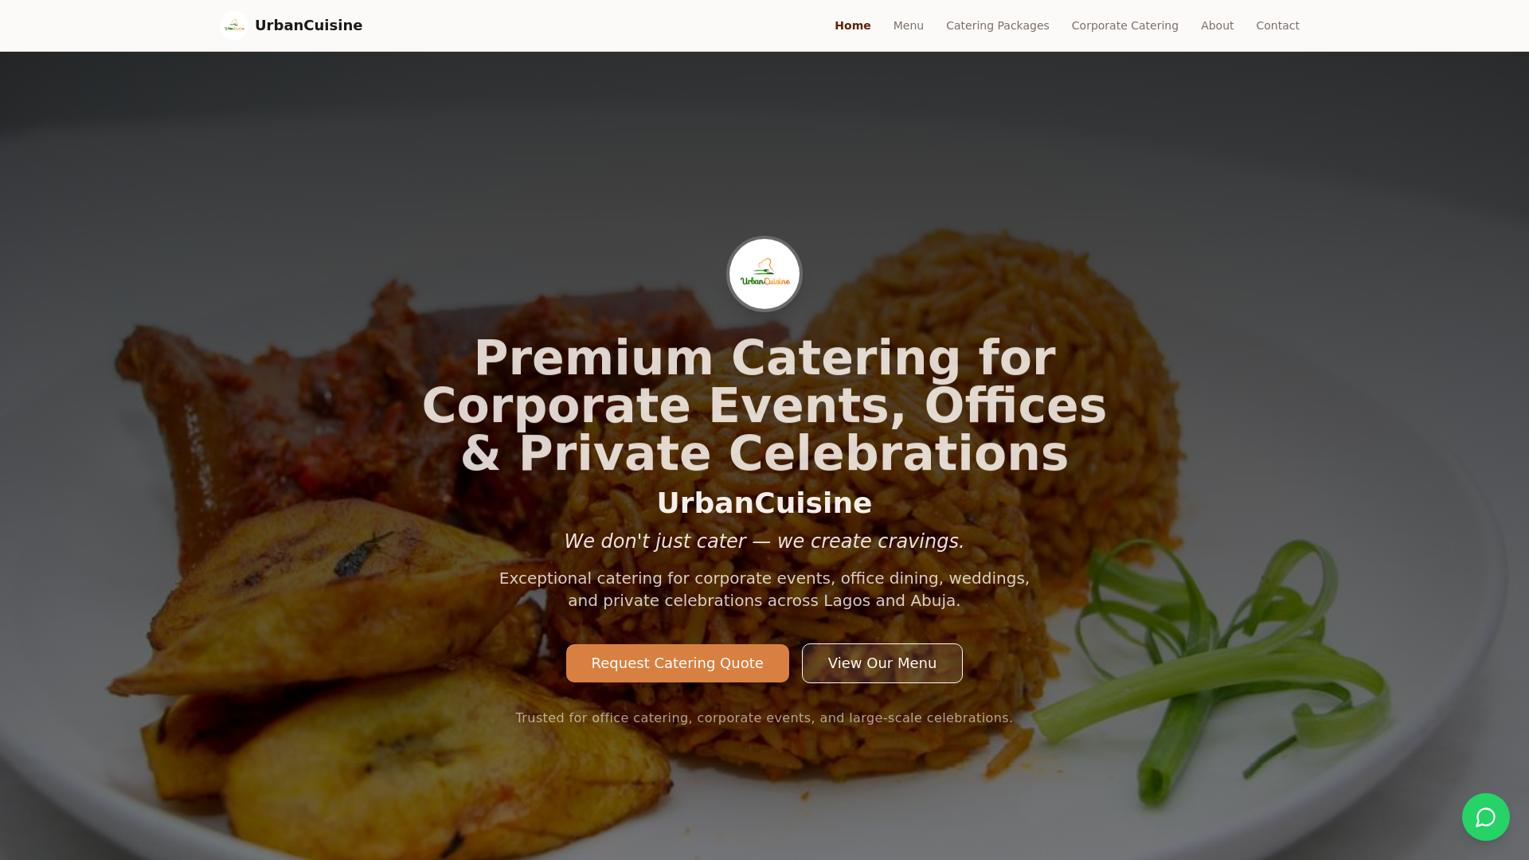 UrbanCuisine
UrbanCuisine
Home Menu Catering Packages Corporate Catering About Contact
UrbanCuisine
Premium Catering for
Corporate Events, Offices
& Private Celebrations
UrbanCuisine
We don't just cater — we create cravings.
Exceptional catering for corporate events, office dining, weddings,
and private celebrations across Lagos and Abuja.
Request Catering Quote
View Our Menu
Trusted for office catering, corporate events, and large-scale celebrations.